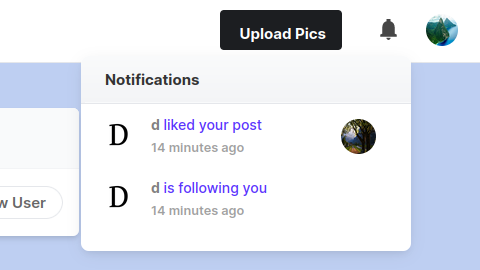 Upload Pics
Notifications
D
d liked your post
14 minutes ago
D
d is following you
14 minutes ago
w User